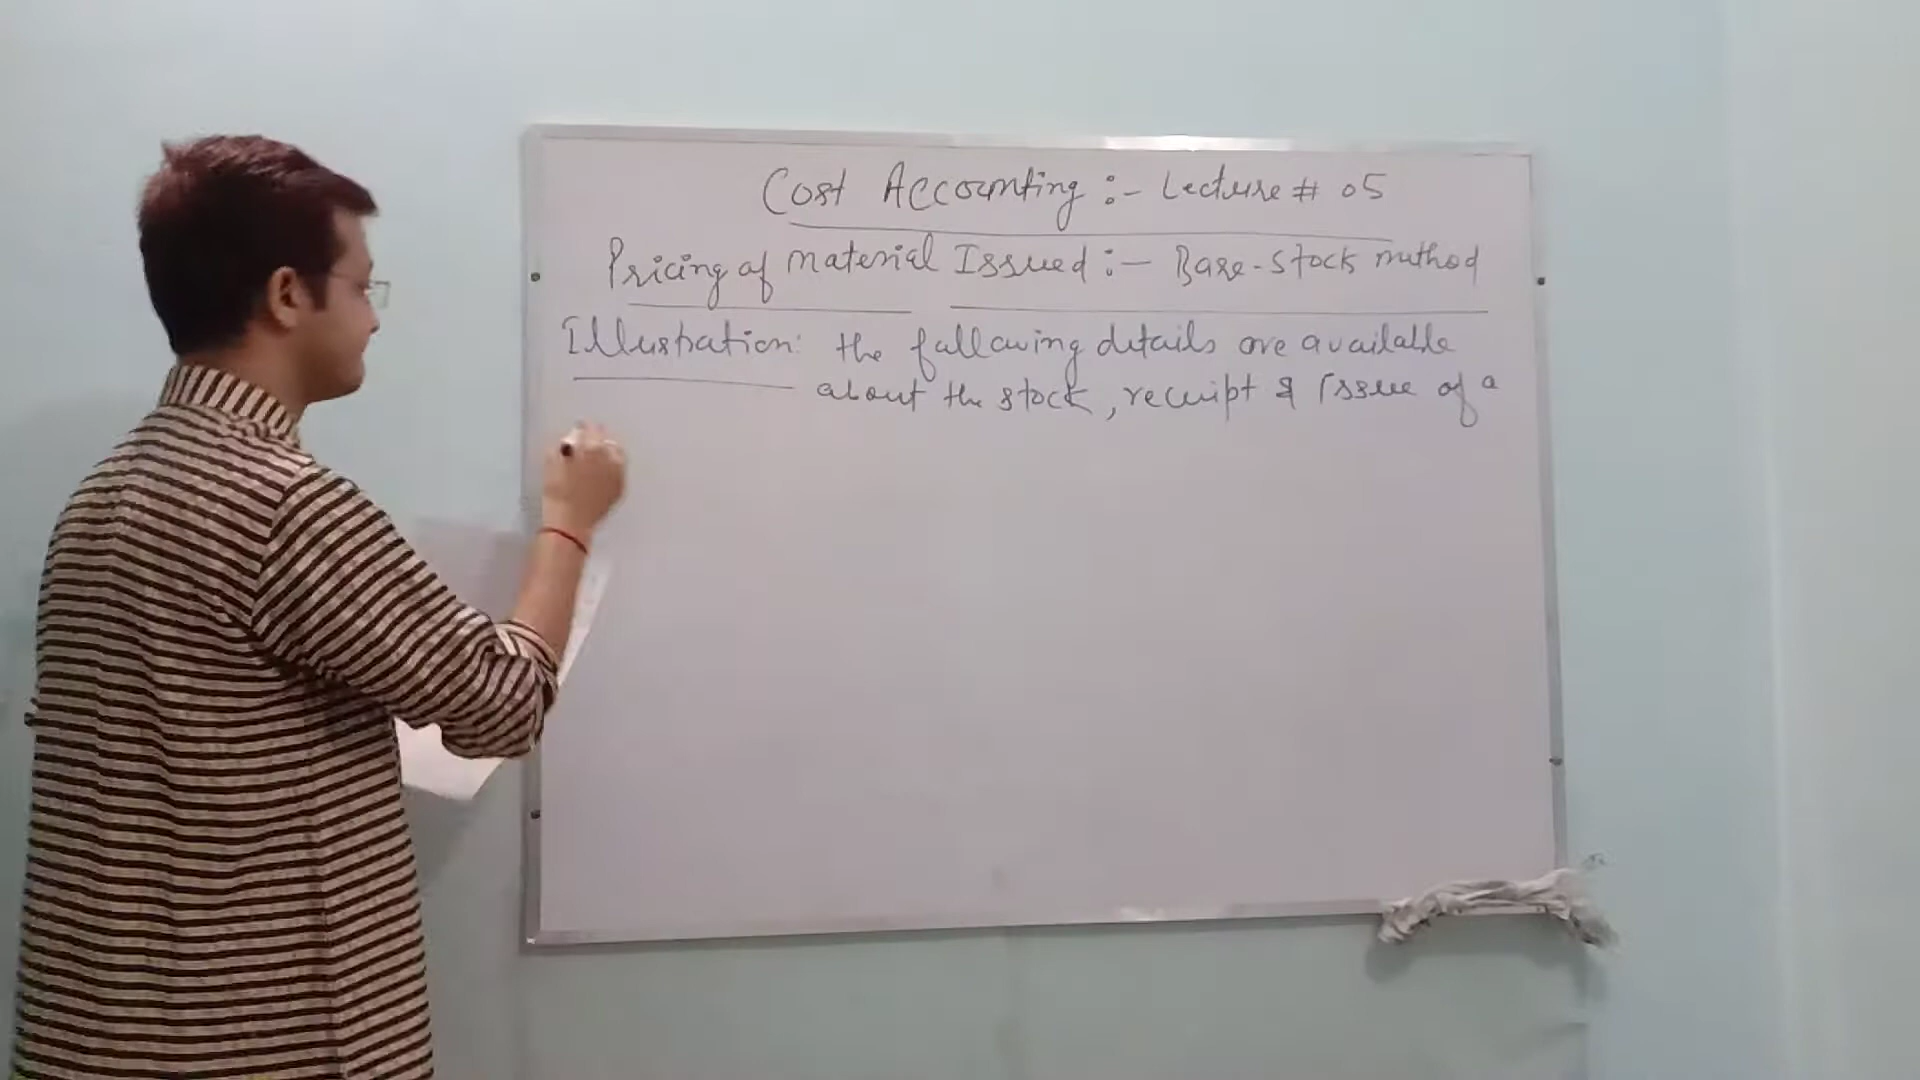 Cost Accounting :- Lecture # 05
Pricing of material Issued :- Base-stock method
Illustration: the following details are available
about the stock, receipt & Issue of a